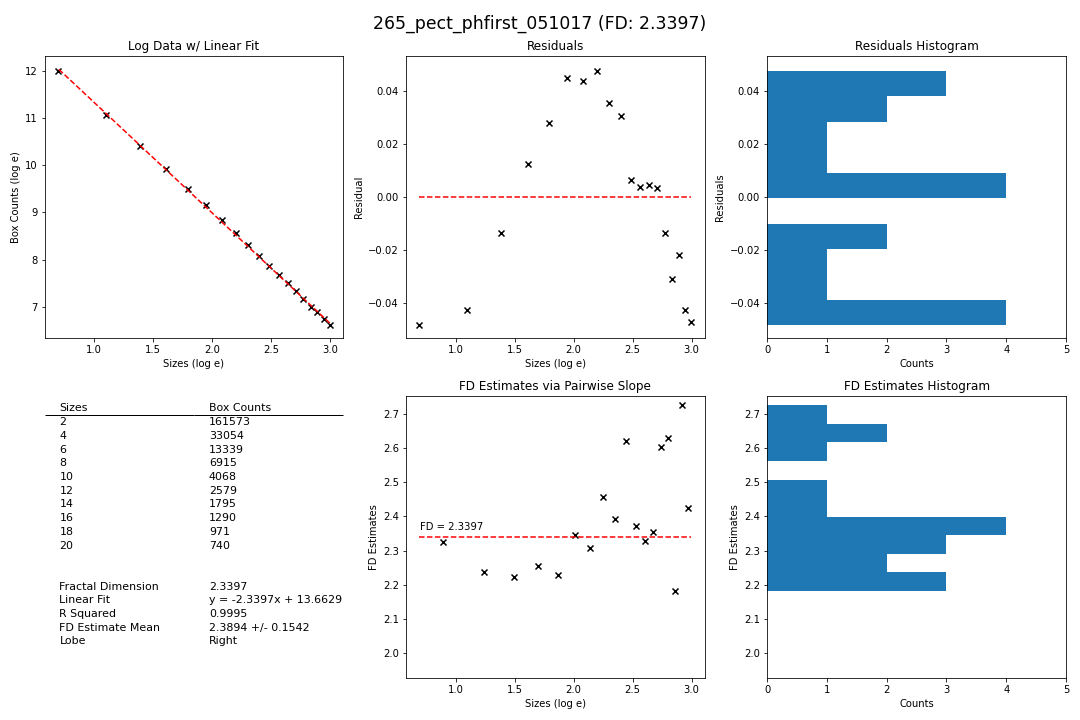 265_pect_phfirst_051017 (FD: 2.3397)
Log Data w/ Linear Fit
12
11
10
9
8
7
Box Counts (log e)
1.0 1.5 2.0 2.5 3.0
Sizes (log e)
Residuals
0.04
0.02
0.00
−0.02
−0.04
Residual
1.0 1.5 2.0 2.5 3.0
Sizes (log e)
Residuals Histogram
0.04
0.02
0.00
−0.02
−0.04
Residuals
0 1 2 3 4 5
Counts
Sizes Box Counts
2 161573
4 33054
6 13339
8 6915
10 4068
12 2579
14 1795
16 1290
18 971
20 740
Fractal Dimension 2.3397
Linear Fit y = -2.3397x + 13.6629
R Squared 0.9995
FD Estimate Mean 2.3894 +/- 0.1542
Lobe Right
FD Estimates via Pairwise Slope
2.7
2.6
2.5
2.4
2.3
2.2
2.1
2.0
FD Estimates
FD = 2.3397
1.0 1.5 2.0 2.5 3.0
Sizes (log e)
FD Estimates Histogram
2.7
2.6
2.5
2.4
2.3
2.2
2.1
2.0
FD Estimates
0 1 2 3 4 5
Counts